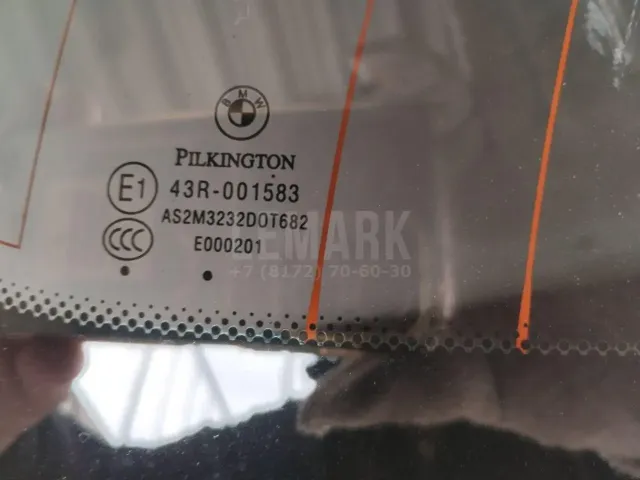 BMW
PILKINGTON
E1 43R-001583
AS2M3232DOT682
CCC E000201
LEMARK
+7 (8172) 70-60-30